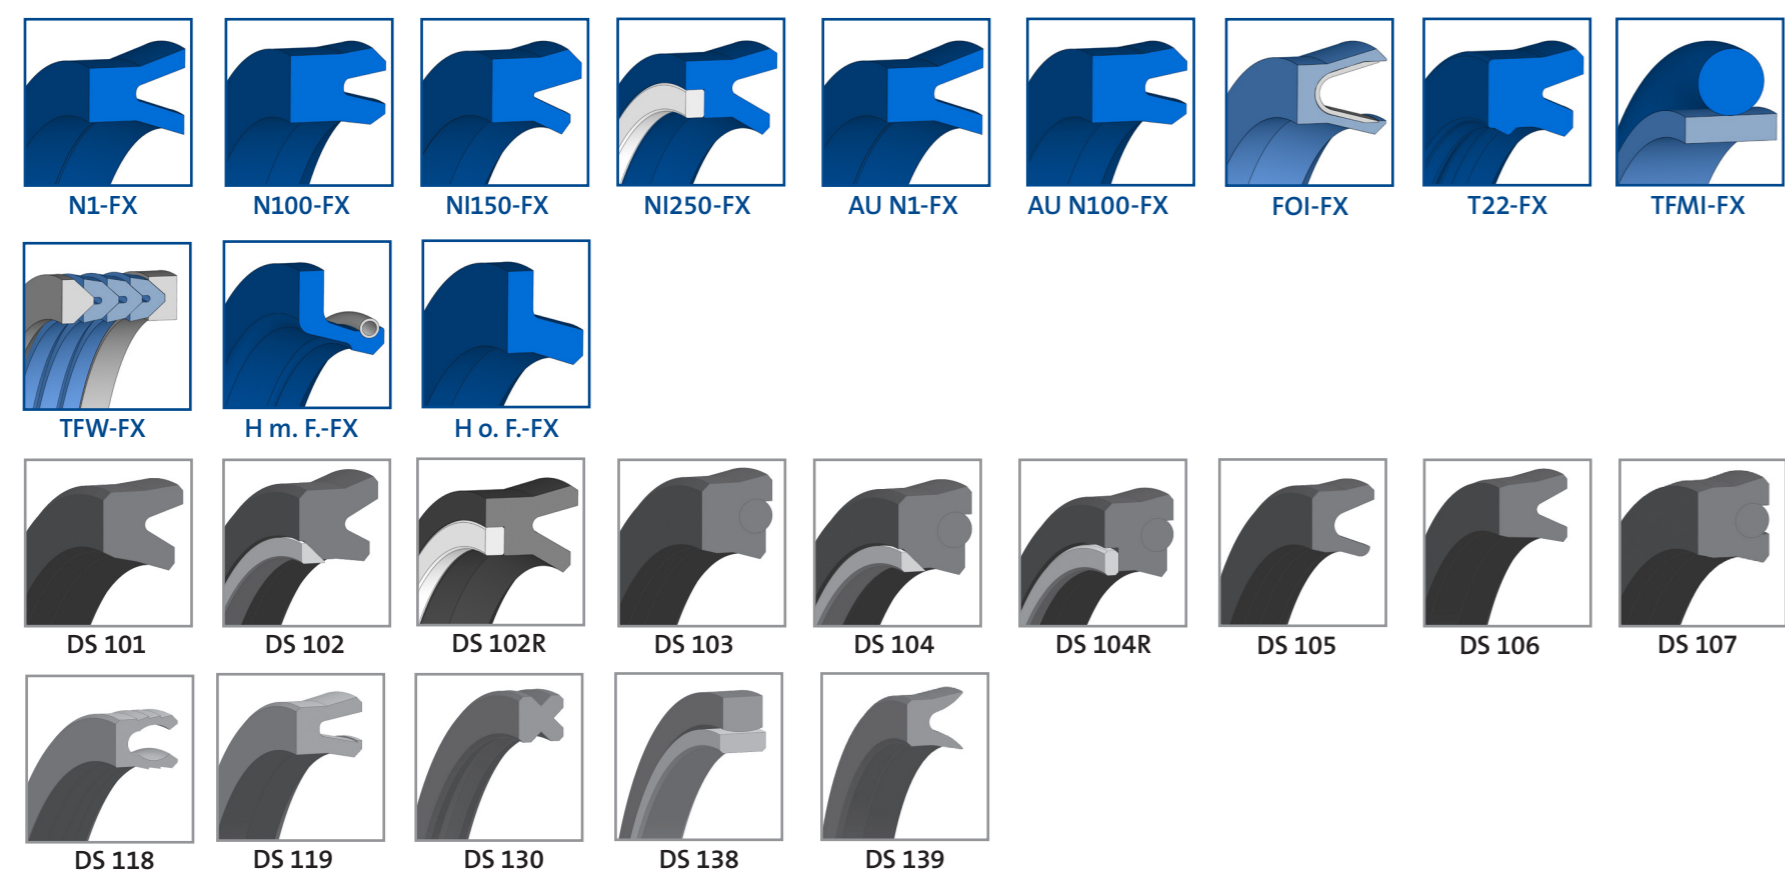 N1-FX N100-FX NI150-FX NI250-FX AU N1-FX AU N100-FX FOI-FX T22-FX TFMI-FX
TFW-FX H m. F.-FX H o. F.-FX
DS 101 DS 102 DS 102R DS 103 DS 104 DS 104R DS 105 DS 106 DS 107
DS 118 DS 119 DS 130 DS 138 DS 139